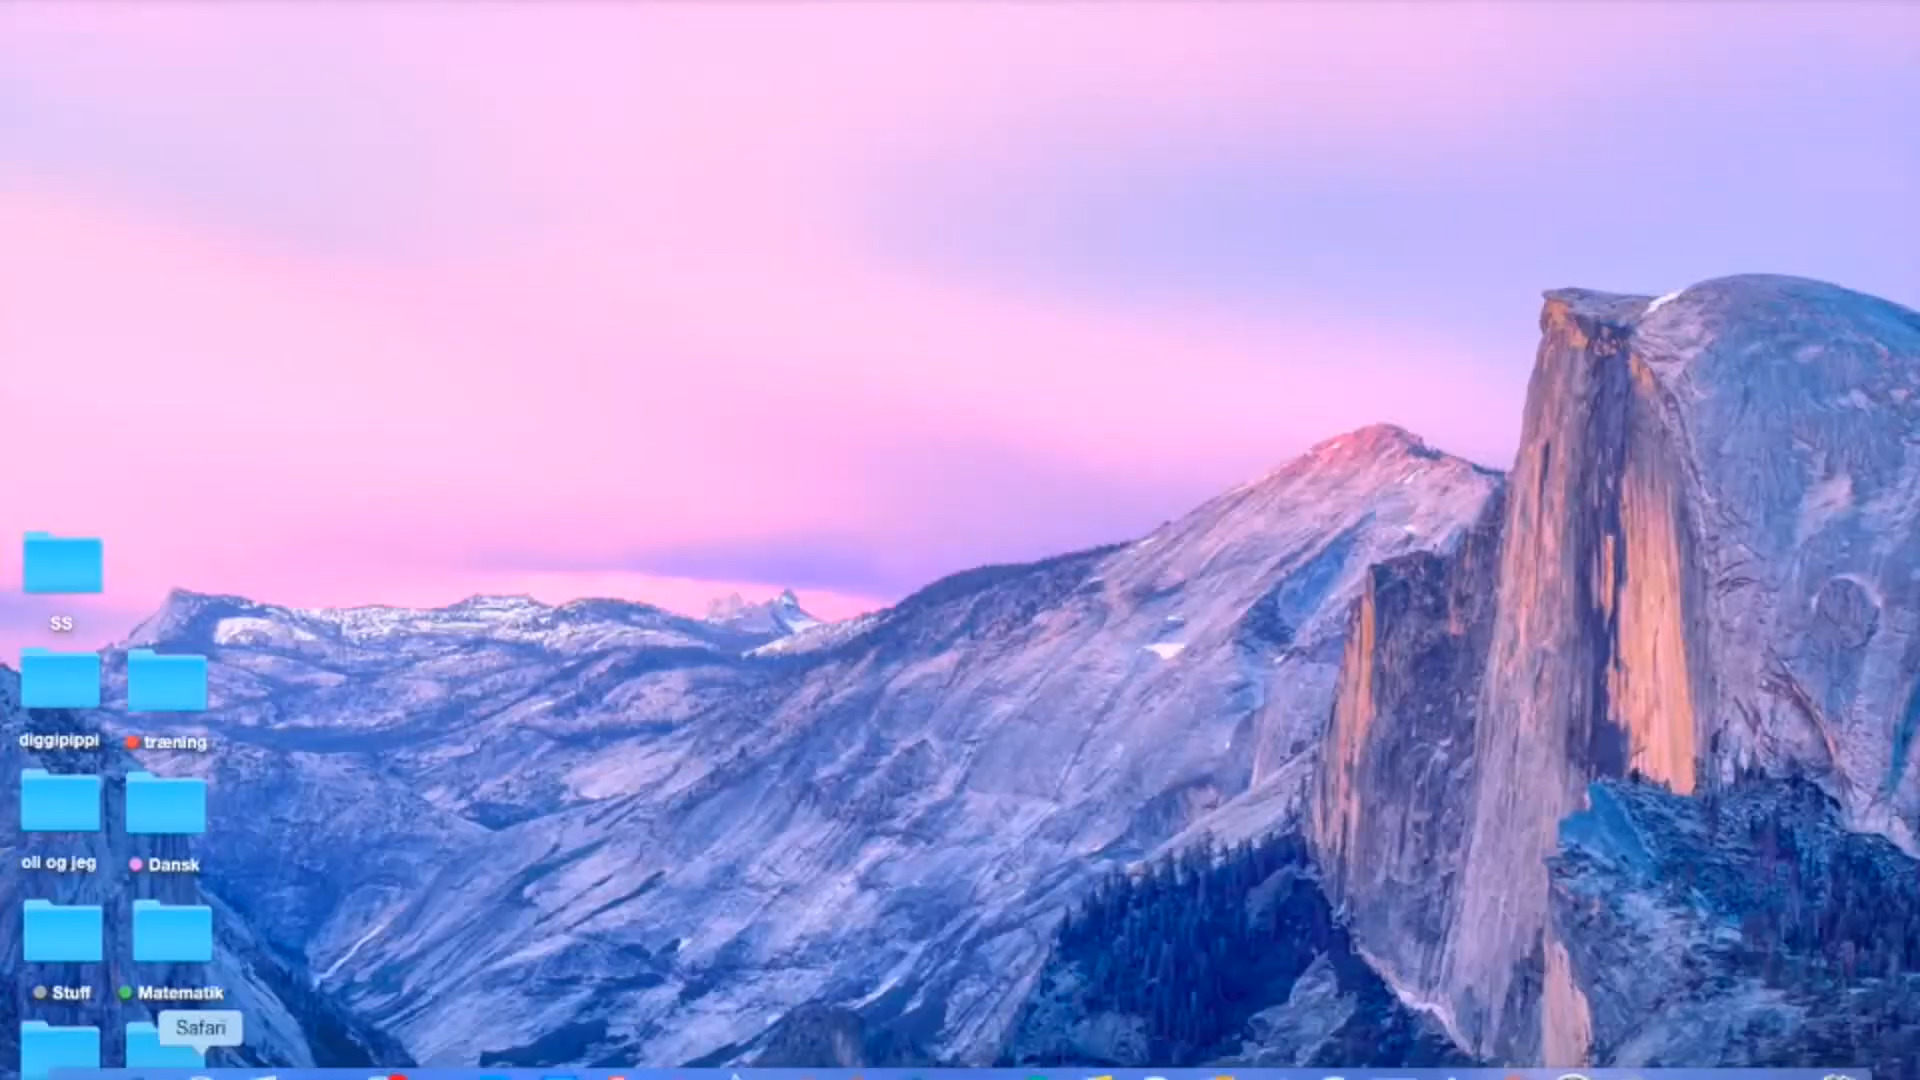 SS
diggipippi
træning
oli og jeg
Dansk
Stuff
Matematik
Safari